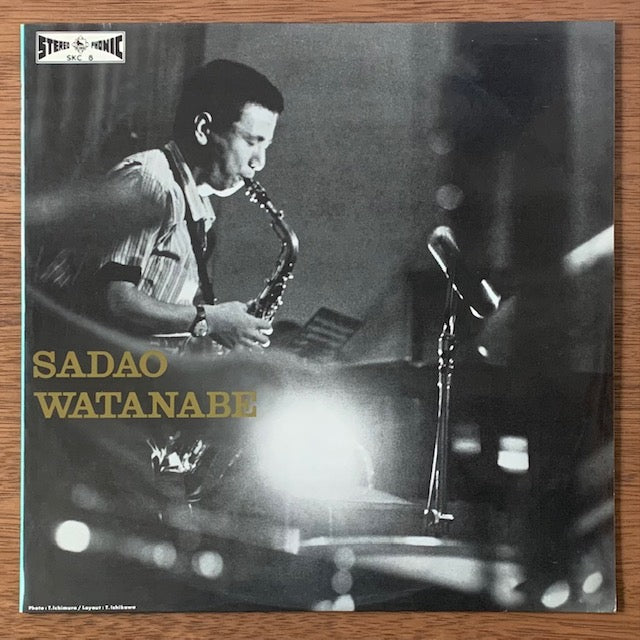 STEREO PHONIC
SKC 8
SADAO
WATANABE
Photo : T.Ichimura / Layout : T.Ishikawa